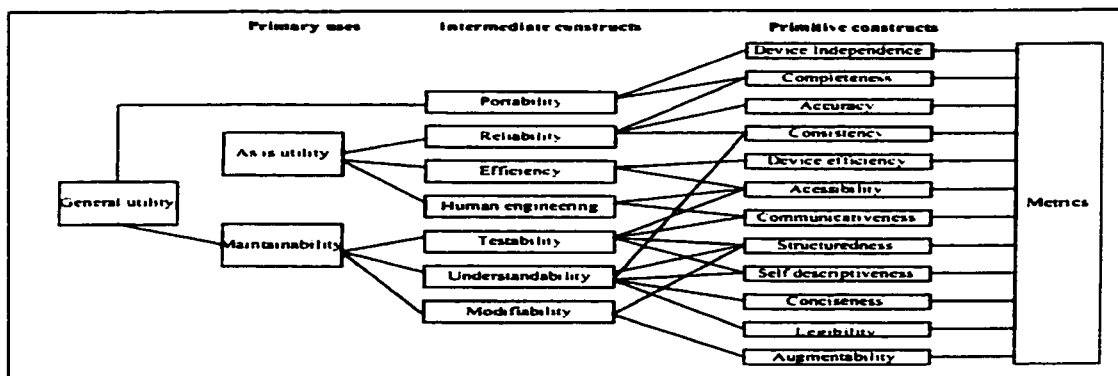 Primary uses
Intermediate constructs
Primitive constructs
General utility
As is utility
Maintainability
Portability
Reliability
Efficiency
Human engineering
Testability
Understandability
Modifiability
Device Independence
Completeness
Accuracy
Consistency
Device efficiency
Acessibility
Communicativeness
Structuredness
Self descriptiveness
Conciseness
Legibility
Augmentability
Metrics